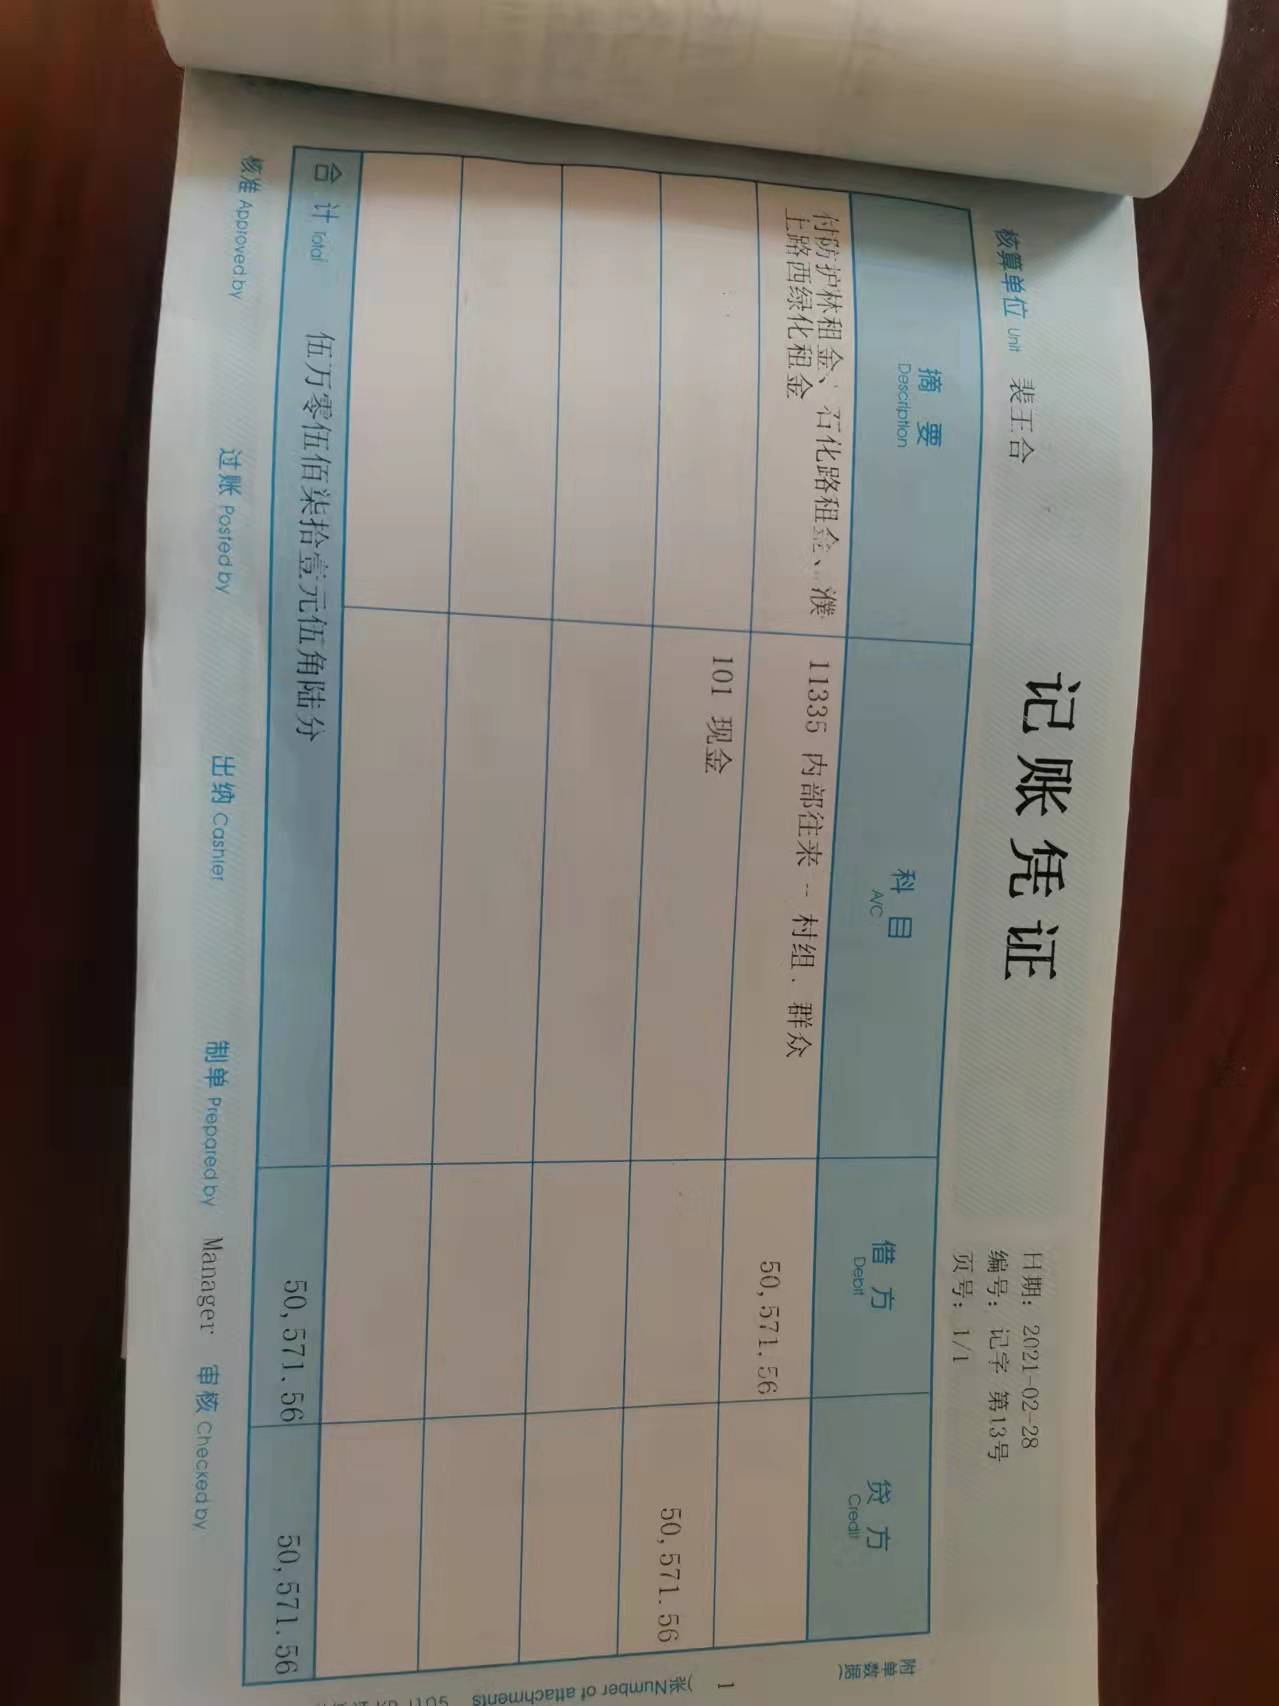 记账凭证
核算单位 Unit 裴王合
日期：2021-02-28
编号：记字 第13号
页号：1/1
摘要 科目 借方 贷方
Description A/C Debit Credit
付防护林租金、石化路租金、濮
上路西绿化租金
11335 内部往来 -- 村组、群众 50,571.56
101 现金 50,571.56
合计 Total 伍万零伍佰柒拾壹元伍角陆分 50,571.56 50,571.56
核准 Approved by 过账 Posted by 出纳 Cashier 制单 Prepared by Manager 审核 Checked by
附单数据( 1 张)Number of attachments